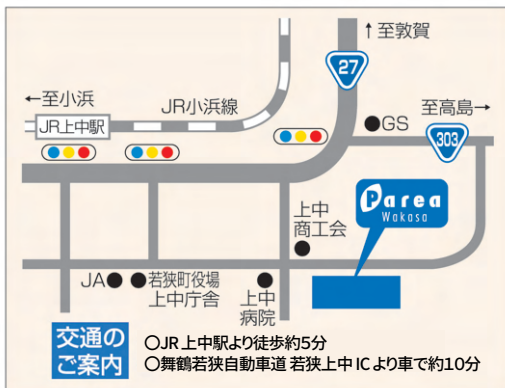 ↑至敦賀
27
←至小浜
JR小浜線
至高島→
JR上中駅
GS
303
Parea
Wakasa
上中
商工会
JA
若狭町役場
上中庁舎
上中
病院
交通の
ご案内
○JR上中駅より徒歩約5分
○舞鶴若狭自動車道 若狭上中ICより車で約10分